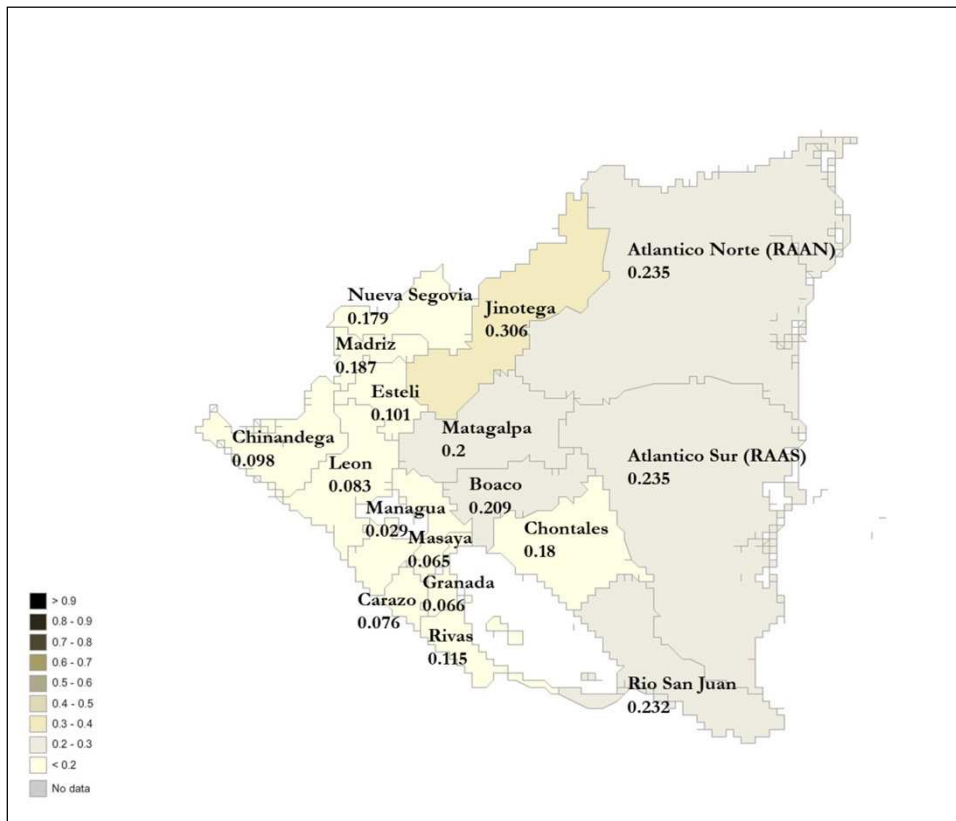 Atlantico Norte (RAAN)
0.235
Nueva Segovia
0.179
Jinotega
0.306
Madriz
0.187
Esteli
0.101
Matagalpa
0.2
Chinandega
0.098
Leon
0.083
Atlantico Sur (RAAS)
0.235
Boaco
0.209
Managua
0.029
Chontales
0.18
Masaya
0.065
Granada
0.066
Carazo
0.076
Rivas
0.115
Rio San Juan
0.232
> 0.9
0.8 - 0.9
0.7 - 0.8
0.6 - 0.7
0.5 - 0.6
0.4 - 0.5
0.3 - 0.4
0.2 - 0.3
< 0.2
No data